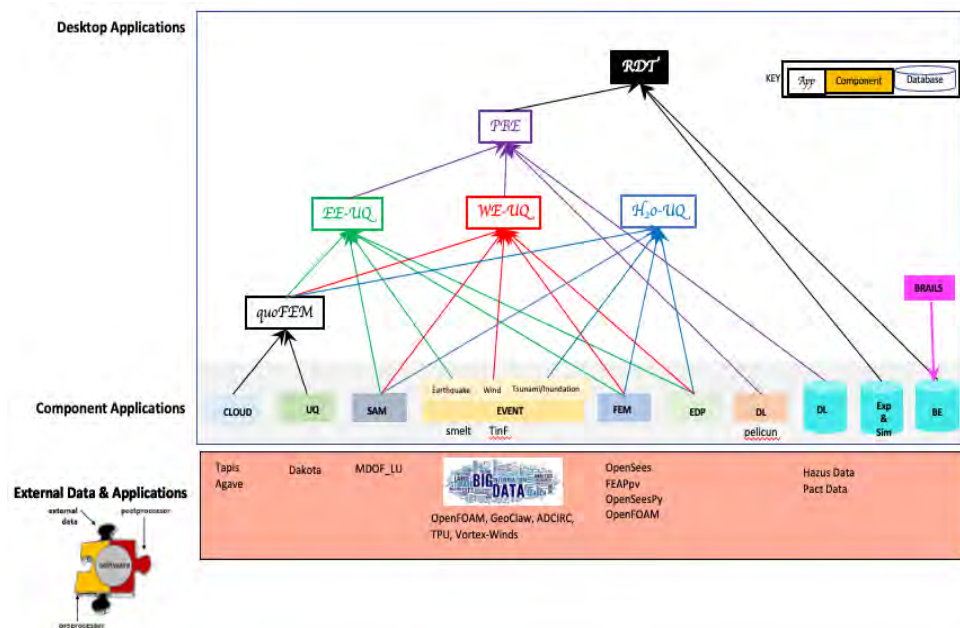 Desktop Applications
RDT
KEY
App
Component
Database
PBE
EE-UQ
WE-UQ
H2o-UQ
BRAILS
quoFEM
Earthquake
Wind
Tsunami/Inundation
Component Applications
CLOUD
UQ
SAM
EVENT
FEM
EDP
DL
DL
Exp
&
Sim
BE
smelt
TinF
pelicun
Tapis
Agave
Dakota
MDOF_LU
BIG
DATA
OpenFOAM, GeoClaw, ADCIRC,
TPU, Vortex-Winds
OpenSees
FEAPpv
OpenSeesPy
OpenFOAM
Hazus Data
Pact Data
External Data & Applications
external
data
postprocessor
software
preprocessor